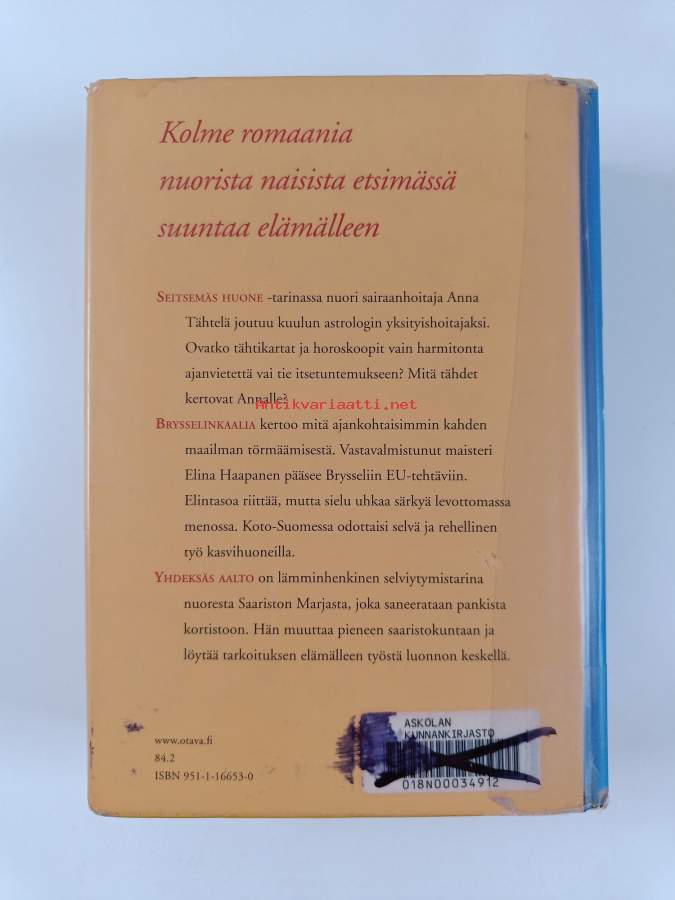 Kolme romaania
nuorista naisista etsimässä
suuntaa elämälleen
SEITSEMÄS HUONE -tarinassa nuori sairaanhoitaja Anna
Tähtelä joutuu kuulun astrologin yksityishoitajaksi.
Ovatko tähtikartat ja horoskoopit vain harmitonta
ajanvietettä vai tie itsetuntemukseen? Mitä tähdet
kertovat Annalle?
Antikvariaatti.net
BRYSSELINKAALIA kertoo mitä ajankohtaisimmin kahden
maailman törmäämisestä. Vastavalmistunut maisteri
Elina Haapanen pääsee Brysseliin EU-tehtäviin.
Elintasoa riittää, mutta sielu uhkaa särkyä levottomassa
menossa. Koto-Suomessa odottaisi selvä ja rehellinen
työ kasvihuoneilla.
YHDEKSÄS AALTO on lämminhenkinen selviytymistarina
nuoresta Saariston Marjasta, joka saneerataan pankista
kortistoon. Hän muuttaa pieneen saaristokuntaan ja
löytää tarkoituksen elämälleen työstä luonnon keskellä.
www.otava.fi
84.2
ISBN 951-1-16653-0
ASKOLAN
KUNNANKIRJASTO
018N00034912